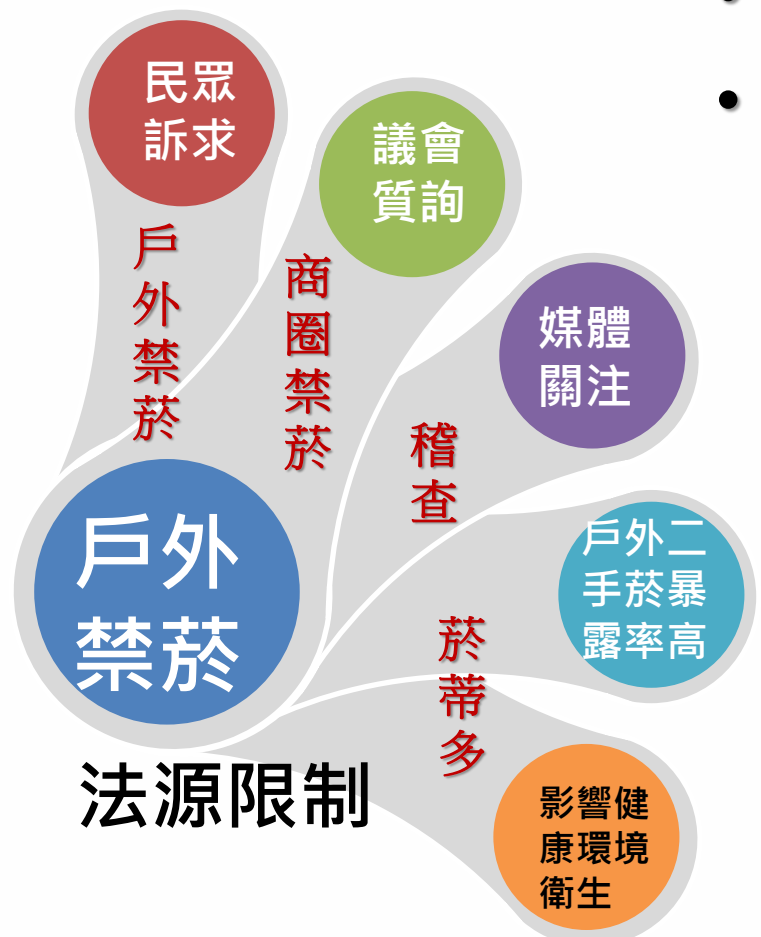 民眾
訴求
議會
質詢
媒體
關注
戶外二
手菸暴
露率高
影響健
康環境
衛生
戶外禁菸
商圈禁菸
稽查
菸蒂多
戶外
禁菸
法源限制